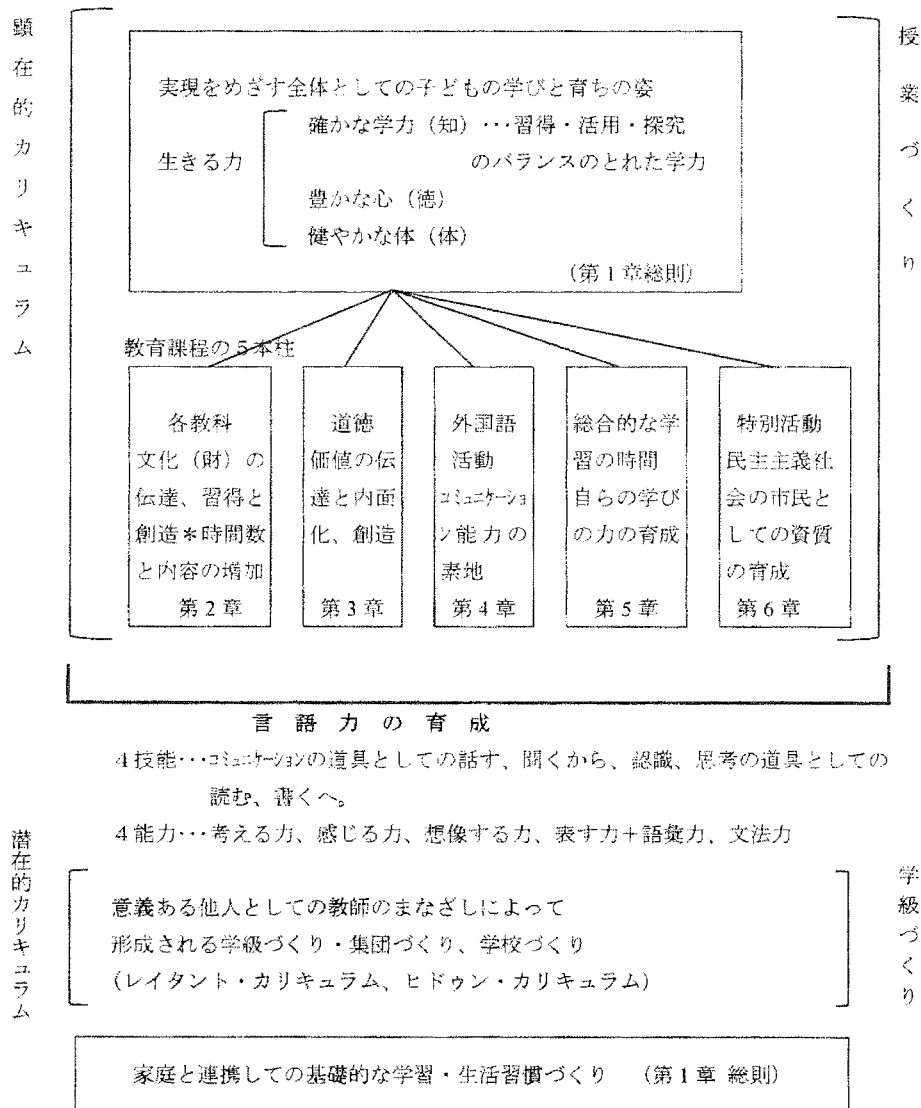 顕在的カリキュラム
授業づくり
実現をめざす全体としての子どもの学びと育ちの姿
生きる力
確かな学力（知）…習得・活用・探究
のバランスのとれた学力
豊かな心（徳）
健やかな体（体）
（第1章総則）
教育課程の5本柱
各教科
文化（財）の
伝達、習得と
創造＊時間数
と内容の増加
第2章
道徳
価値の伝
達と内面
化、創造
第3章
外国語
活動
コミュニケーショ
ン能力の
素地
第4章
総合的な学
習の時間
自らの学び
の力の育成
第5章
特別活動
民主主義社
会の市民と
しての資質
の育成
第6章
言語力の育成
4技能…コミュニケーションの道具としての話す、聞くから、認識、思考の道具としての
読む、書くへ。
4能力…考える力、感じる力、想像する力、表す力＋語彙力、文法力
潜在的カリキュラム
学級づくり
意義ある他人としての教師のまなざしによって
形成される学級づくり・集団づくり、学校づくり
（レイタント・カリキュラム、ヒドゥン・カリキュラム）
家庭と連携しての基礎的な学習・生活習慣づくり　（第1章 総則）